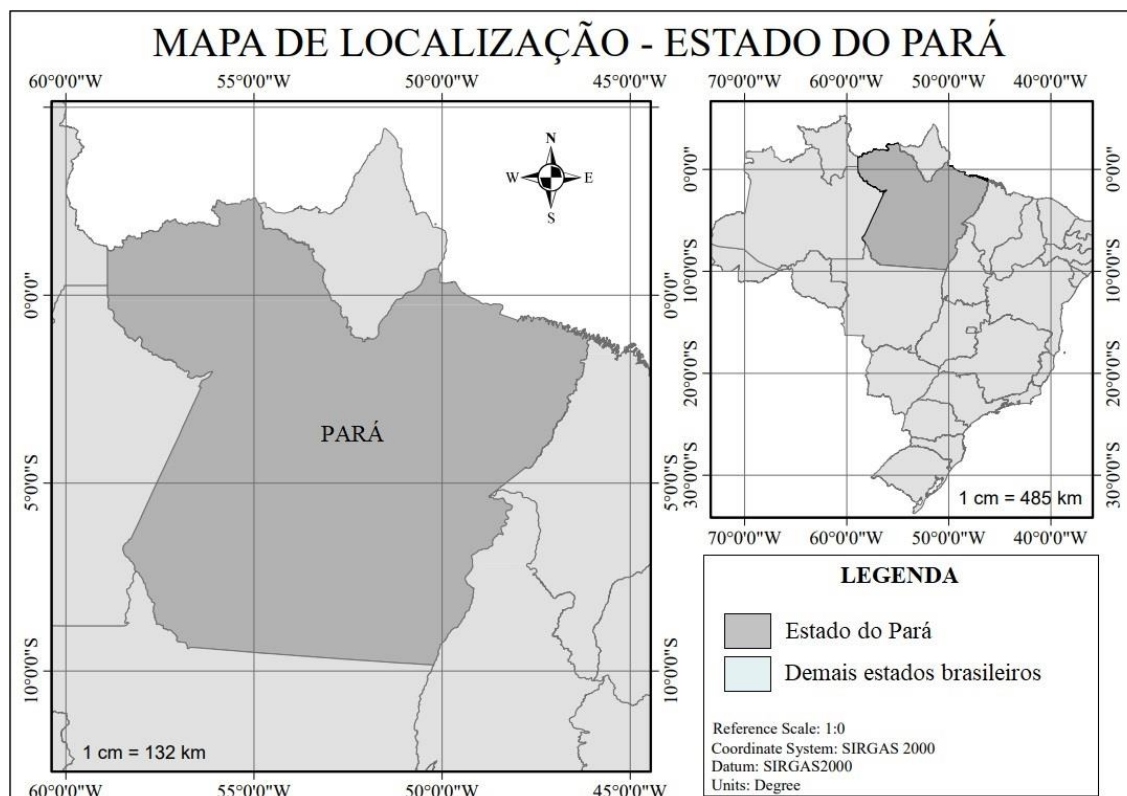 MAPA DE LOCALIZAÇÃO - ESTADO DO PARÁ
60°0'0"W 55°0'0"W 50°0'0"W 45°0'0"W
N
W E
S
0°0'0"
5°0'0"S
10°0'0"S
0°0'0"
5°0'0"S
10°0'0"S
PARÁ
1 cm = 132 km
60°0'0"W 55°0'0"W 50°0'0"W 45°0'0"W
70°0'0"W 60°0'0"W 50°0'0"W 40°0'0"W
0°0'0"
10°0'0"S
20°0'0"S
30°0'0"S
0°0'0"
10°0'0"S
20°0'0"S
30°0'0"S
1 cm = 485 km
70°0'0"W 60°0'0"W 50°0'0"W 40°0'0"W
LEGENDA
Estado do Pará
Demais estados brasileiros
Reference Scale: 1:0
Coordinate System: SIRGAS 2000
Datum: SIRGAS2000
Units: Degree